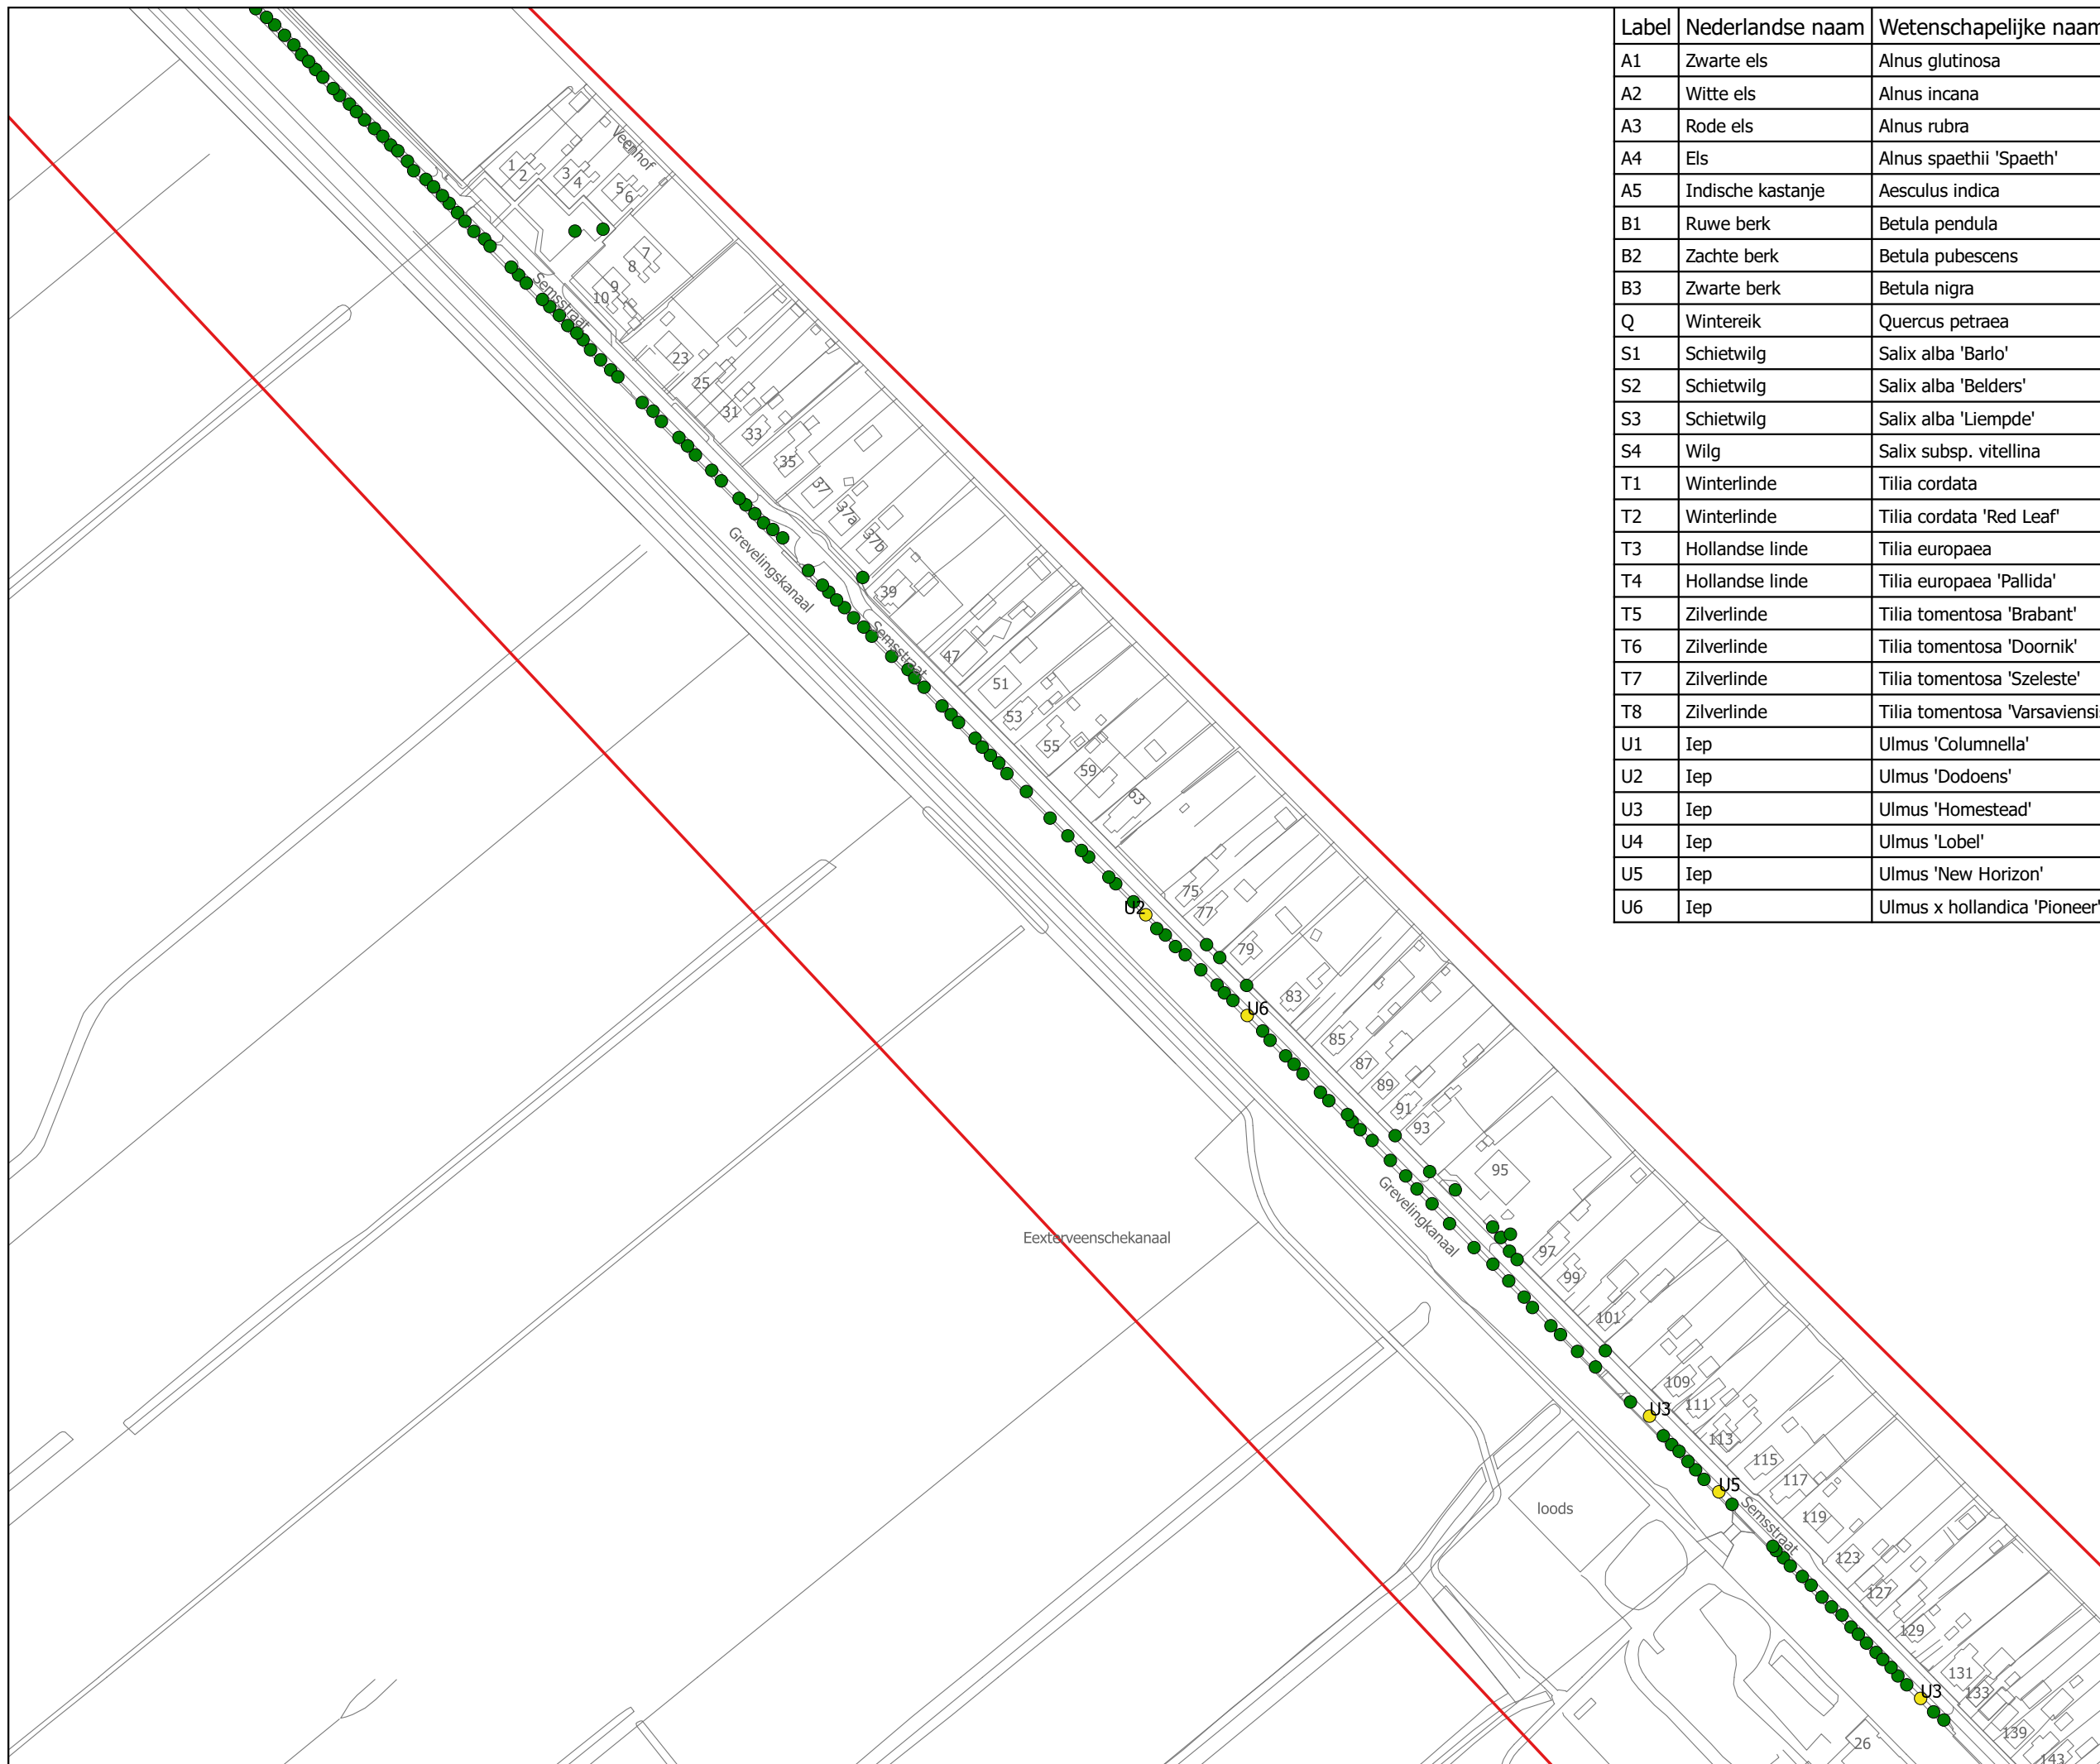 Label Nederlandse naam Wetenschapelijke naam
A1 Zwarte els Alnus glutinosa
A2 Witte els Alnus incana
A3 Rode els Alnus rubra
A4 Els Alnus spaethii 'Spaeth'
A5 Indische kastanje Aesculus indica
B1 Ruwe berk Betula pendula
B2 Zachte berk Betula pubescens
B3 Zwarte berk Betula nigra
Q Wintereik Quercus petraea
S1 Schietwilg Salix alba 'Barlo'
S2 Schietwilg Salix alba 'Belders'
S3 Schietwilg Salix alba 'Liempde'
S4 Wilg Salix subsp. vitellina
T1 Winterlinde Tilia cordata
T2 Winterlinde Tilia cordata 'Red Leaf'
T3 Hollandse linde Tilia europaea
T4 Hollandse linde Tilia europaea 'Pallida'
T5 Zilverlinde Tilia tomentosa 'Brabant'
T6 Zilverlinde Tilia tomentosa 'Doornik'
T7 Zilverlinde Tilia tomentosa 'Szeleste'
T8 Zilverlinde Tilia tomentosa 'Varsaviensi
U1 Iep Ulmus 'Columnella'
U2 Iep Ulmus 'Dodoens'
U3 Iep Ulmus 'Homestead'
U4 Iep Ulmus 'Lobel'
U5 Iep Ulmus 'New Horizon'
U6 Iep Ulmus x hollandica 'Pioneer'
Veenhof
1
2
3
4
5
6
7
8
9
10
Semsstraat
23
25
31
33
35
37
37a
37b
Grevelingskanaal
39
Semsstraat
47
51
53
55
59
63
75
77
U2
79
83
U6
85
87
89
91
93
95
Grevelingkanaal
Eexterveenschekanaal
97
99
101
109
111
U3
113
115
117
U5
119
Semsstraat
loods
123
127
129
131
133
U3
139
143
26